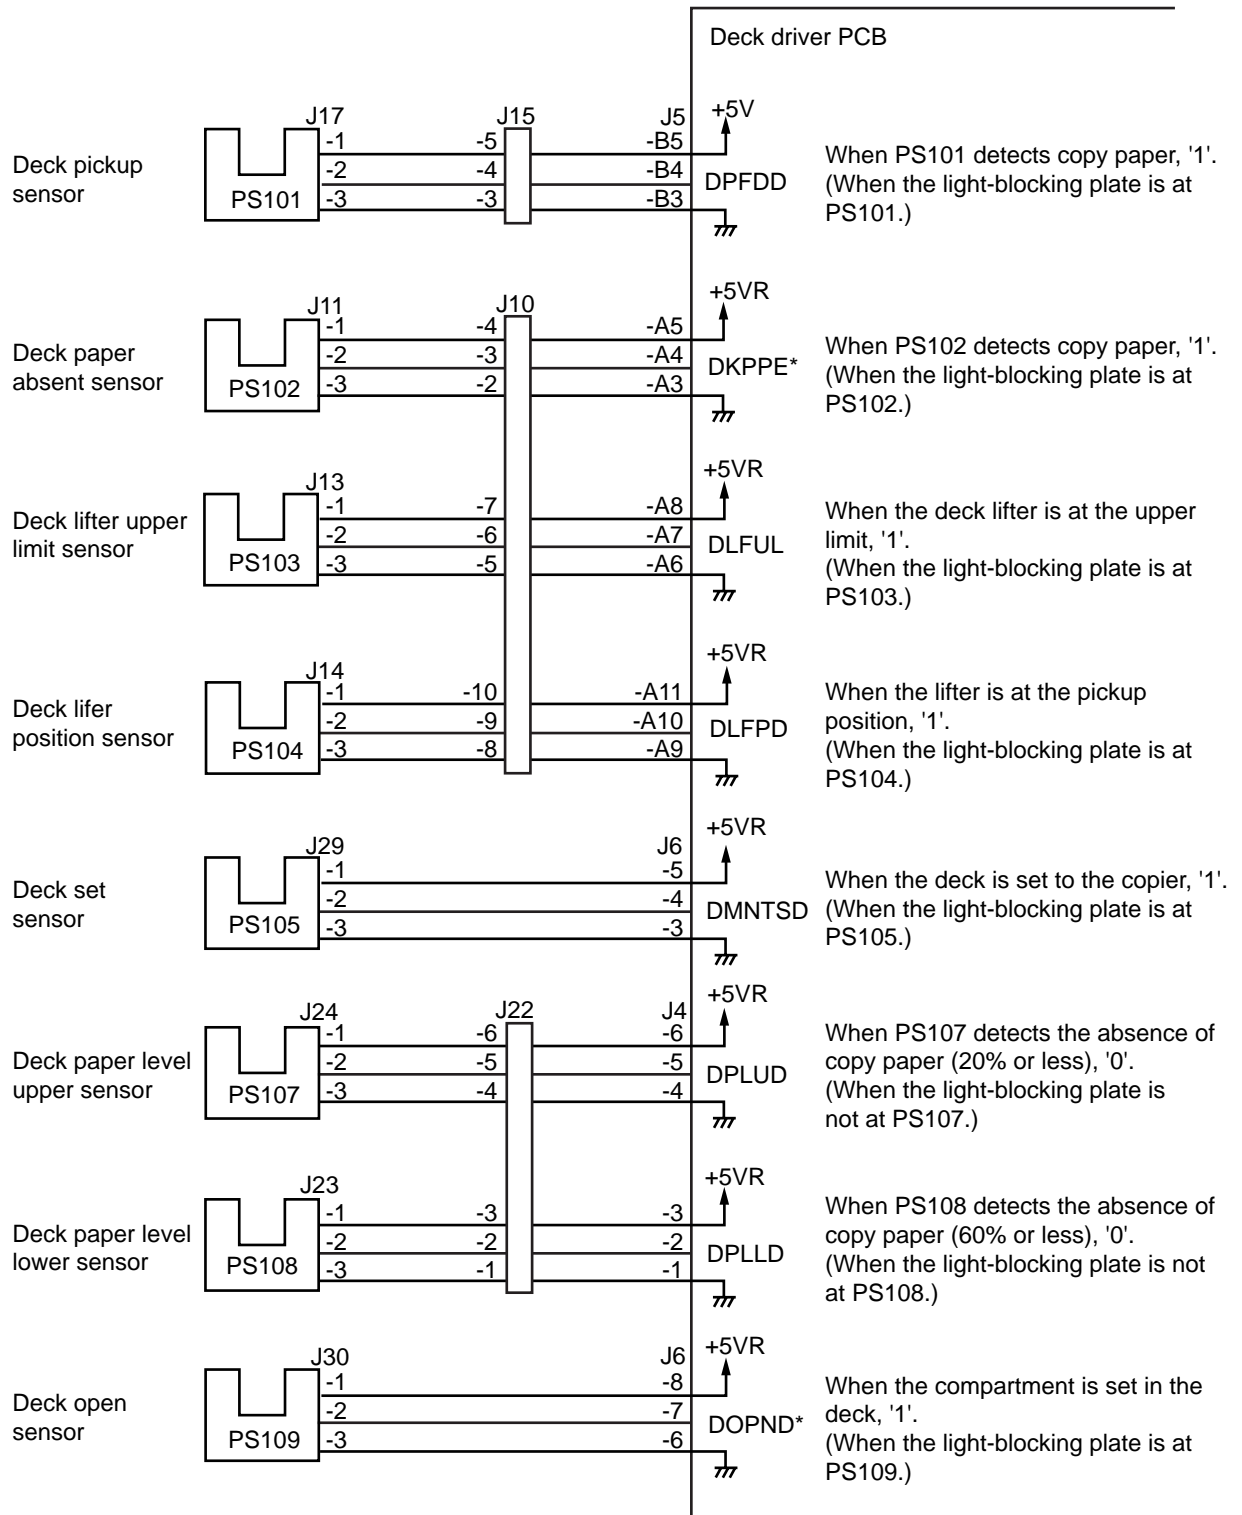 Deck driver PCB
J17
J15
J5
+5V
Deck pickup
sensor
PS101
-1
-5
-B5
-2
-4
-B4
-3
-3
-B3
DPFDD
When PS101 detects copy paper, '1'.
(When the light-blocking plate is at
PS101.)
J11
J10
+5VR
Deck paper
absent sensor
PS102
-1
-4
-A5
-2
-3
-A4
-3
-2
-A3
DKPPE*
When PS102 detects copy paper, '1'.
(When the light-blocking plate is at
PS102.)
J13
+5VR
Deck lifter upper
limit sensor
PS103
-1
-7
-A8
-2
-6
-A7
-3
-5
-A6
DLFUL
When the deck lifter is at the upper
limit, '1'.
(When the light-blocking plate is at
PS103.)
J14
+5VR
Deck lifer
position sensor
PS104
-1
-10
-A11
-2
-9
-A10
-3
-8
-A9
DLFPD
When the lifter is at the pickup
position, '1'.
(When the light-blocking plate is at
PS104.)
J29
J6
+5VR
Deck set
sensor
PS105
-1
-5
-2
-4
-3
-3
DMNTSD
When the deck is set to the copier, '1'.
(When the light-blocking plate is at
PS105.)
J24
J22
J4
+5VR
Deck paper level
upper sensor
PS107
-1
-6
-6
-2
-5
-5
-3
-4
-4
DPLUD
When PS107 detects the absence of
copy paper (20% or less), '0'.
(When the light-blocking plate is
not at PS107.)
J23
+5VR
Deck paper level
lower sensor
PS108
-1
-3
-3
-2
-2
-2
-3
-1
-1
DPLLD
When PS108 detects the absence of
copy paper (60% or less), '0'.
(When the light-blocking plate is not
at PS108.)
J30
J6
+5VR
Deck open
sensor
PS109
-1
-8
-2
-7
-3
-6
DOPND*
When the compartment is set in the
deck, '1'.
(When the light-blocking plate is at
PS109.)